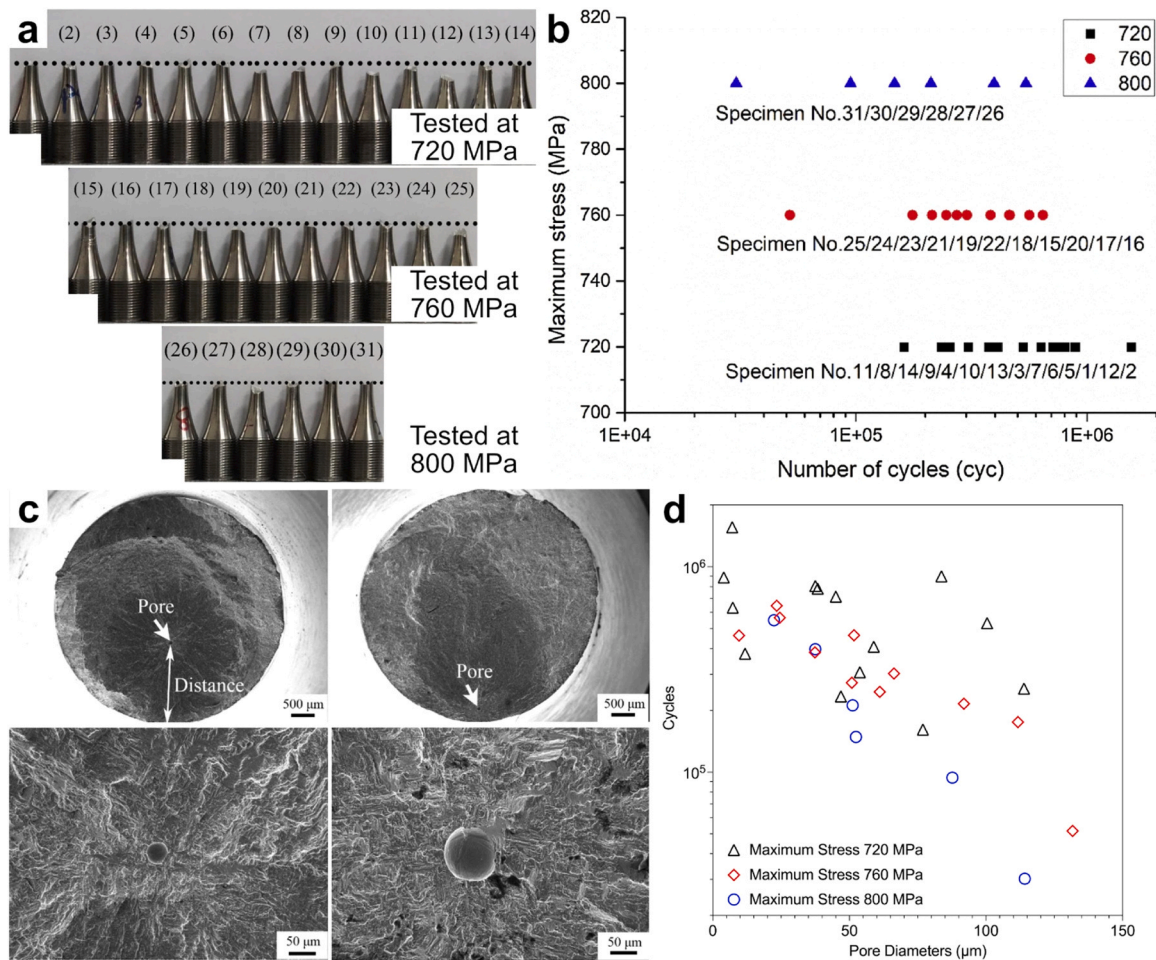 a
(2) (3) (4) (5) (6) (7) (8) (9) (10) (11) (12) (13) (14)
Tested at
720 MPa
(15) (16) (17) (18) (19) (20) (21) (22) (23) (24) (25)
Tested at
760 MPa
(26) (27) (28) (29) (30) (31)
Tested at
800 MPa
b
820
800
780
760
740
720
700
Maximum stress (MPa)
720
760
800
Specimen No.31/30/29/28/27/26
Specimen No.25/24/23/21/19/22/18/15/20/17/16
Specimen No.11/8/14/9/4/10/13/3/7/6/5/1/12/2
1E+04 1E+05 1E+06
Number of cycles (cyc)
c
Pore
Distance
500 μm
Pore
500 μm
50 μm
50 μm
d
10⁶
10⁵
Cycles
Maximum Stress 720 MPa
Maximum Stress 760 MPa
Maximum Stress 800 MPa
0 50 100 150
Pore Diameters (μm)